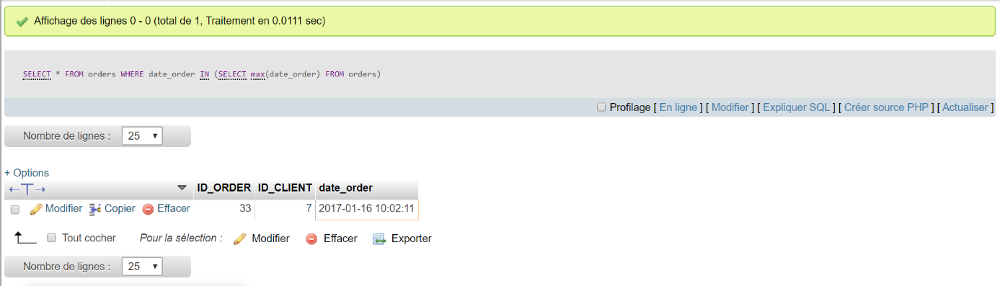 Affichage des lignes 0 - 0 (total de 1, Traitement en 0.0111 sec)
SELECT * FROM orders WHERE date_order IN (SELECT max(date_order) FROM orders)
Profilage [ En ligne ] [ Modifier ] [ Expliquer SQL ] [ Créer source PHP ] [ Actualiser ]
Nombre de lignes : 25
+ Options
ID_ORDER ID_CLIENT date_order
Modifier Copier Effacer 33 7 2017-01-16 10:02:11
Tout cocher Pour la sélection : Modifier Effacer Exporter
Nombre de lignes : 25